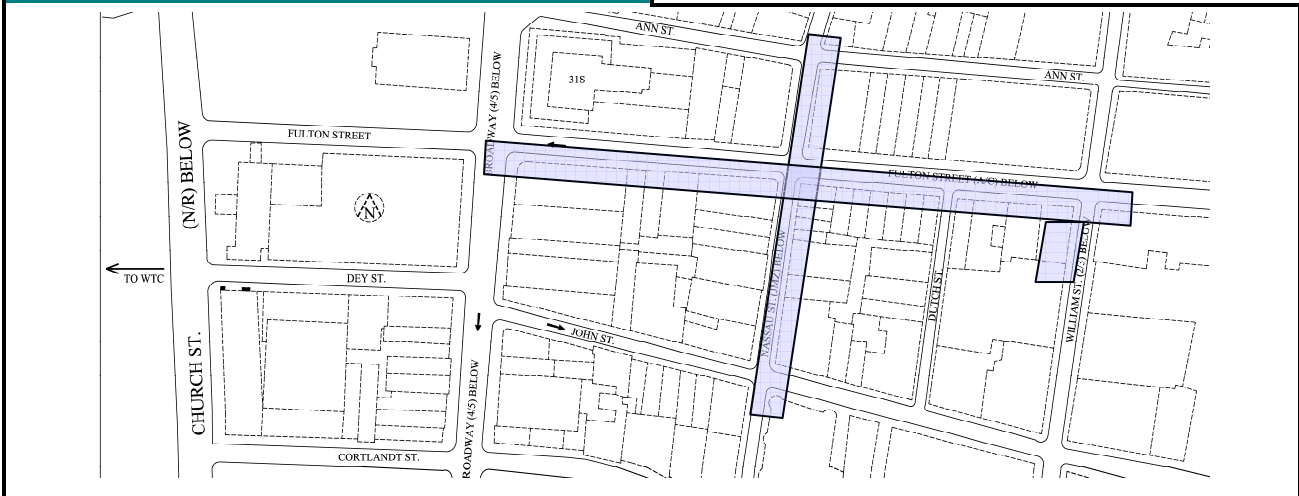 ANN ST.
31S
ANN ST.
BROADWAY (4/5) BELOW
FULTON STREET
(N/R) BELOW
FULTON STREET (A/C) BELOW
N
TO WTC
DEY ST.
NASSAU ST. (JMZ) BELOW
DUTCH ST.
WILLIAM ST. (2/3) BELOW
JOHN ST.
CHURCH ST.
ROADWAY (4/5) BELOW
CORTLANDT ST.